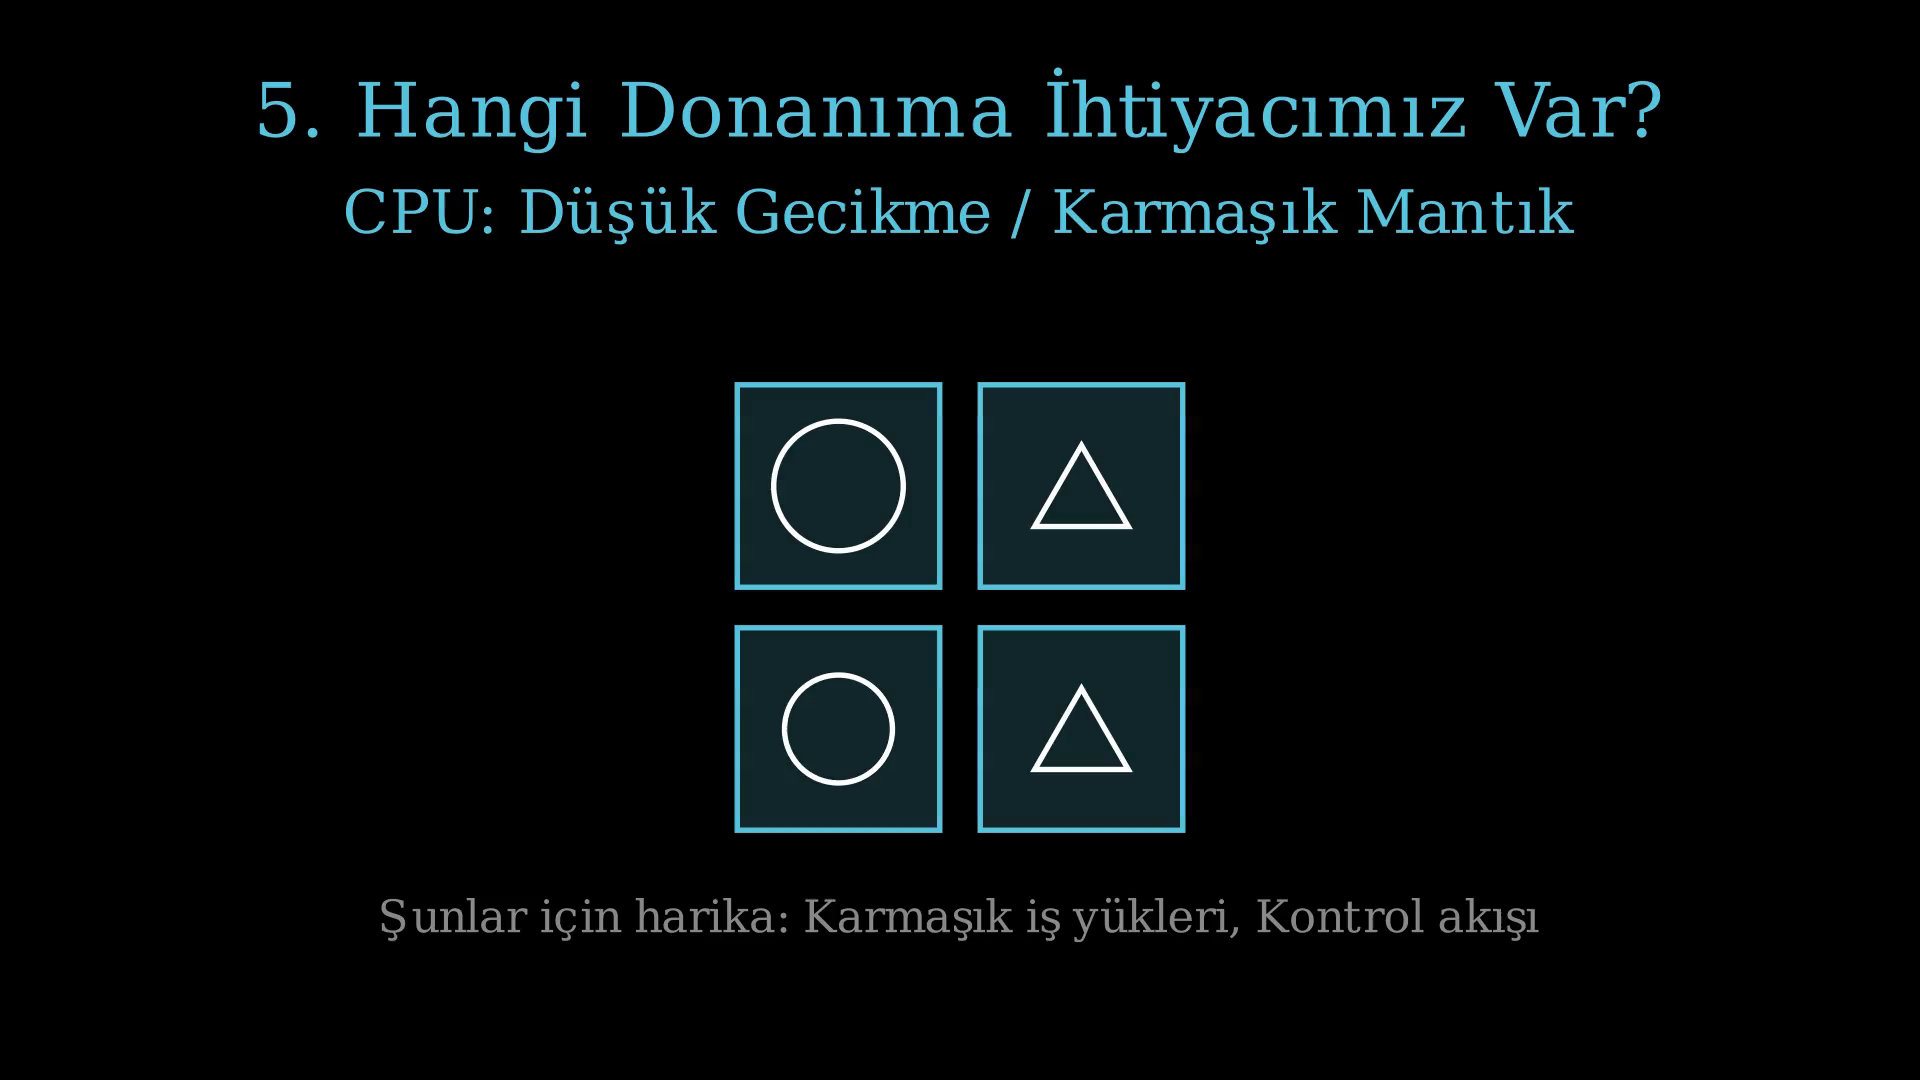 5. Hangi Donanıma İhtiyacımız Var?
CPU: Düşük Gecikme / Karmaşık Mantık
Şunlar için harika: Karmaşık iş yükleri, Kontrol akışı